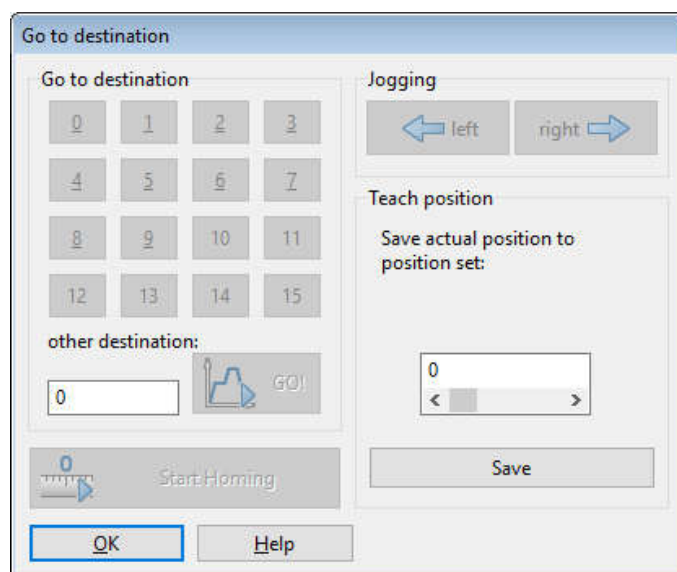 Go to destination
Go to destination
0 1 2 3
4 5 6 7
8 9 10 11
12 13 14 15
other destination:
0
GO!
0
Start Homing
Jogging
left
right
Teach position
Save actual position to
position set:
0
Save
OK
Help